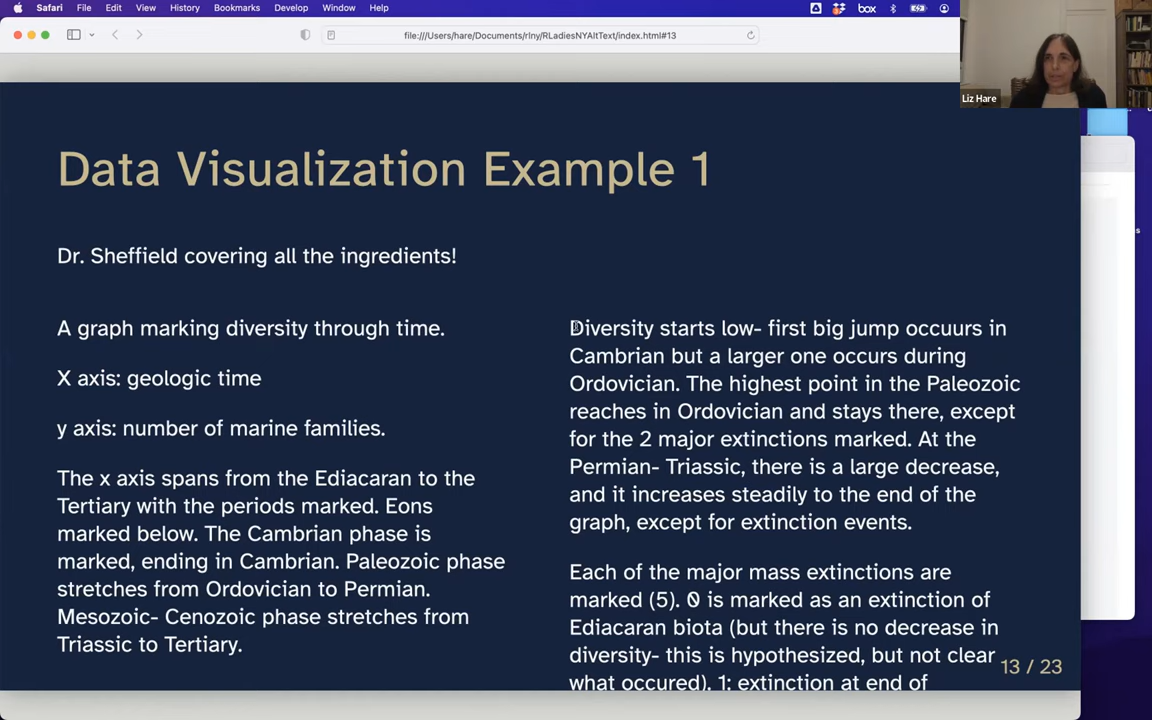 Safari File Edit View History Bookmarks Develop Window Help
box
file:///Users/hare/Documents/rlny/RLadiesNYAltText/index.html#13
Liz Hare
Data Visualization Example 1
Dr. Sheffield covering all the ingredients!
A graph marking diversity through time.
X axis: geologic time
y axis: number of marine families.
The x axis spans from the Ediacaran to the
Tertiary with the periods marked. Eons
marked below. The Cambrian phase is
marked, ending in Cambrian. Paleozoic phase
stretches from Ordovician to Permian.
Mesozoic- Cenozoic phase stretches from
Triassic to Tertiary.
Diversity starts low- first big jump occuurs in
Cambrian but a larger one occurs during
Ordovician. The highest point in the Paleozoic
reaches in Ordovician and stays there, except
for the 2 major extinctions marked. At the
Permian- Triassic, there is a large decrease,
and it increases steadily to the end of the
graph, except for extinction events.
Each of the major mass extinctions are
marked (5). 0 is marked as an extinction of
Ediacaran biota (but there is no decrease in
diversity- this is hypothesized, but not clear
what occured). 1: extinction at end of
13 / 23